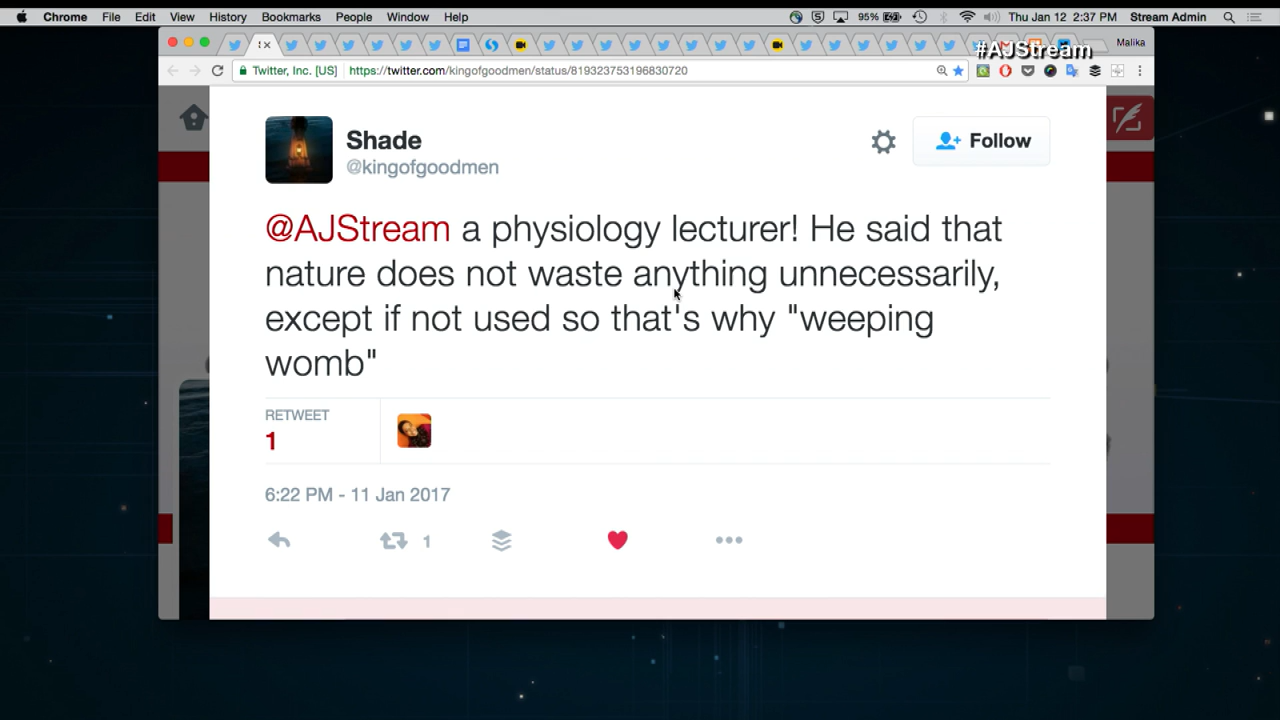 Chrome File Edit View History Bookmarks People Window Help 95% Thu Jan 12 2:37 PM Stream Admin
Malika
#AJStream
Twitter, Inc. [US] https://twitter.com/kingofgoodmen/status/819323753196830720
Shade
@kingofgoodmen
Follow
@AJStream a physiology lecturer! He said that
nature does not waste anything unnecessarily,
except if not used so that's why "weeping
womb"
RETWEET
1
6:22 PM - 11 Jan 2017
1